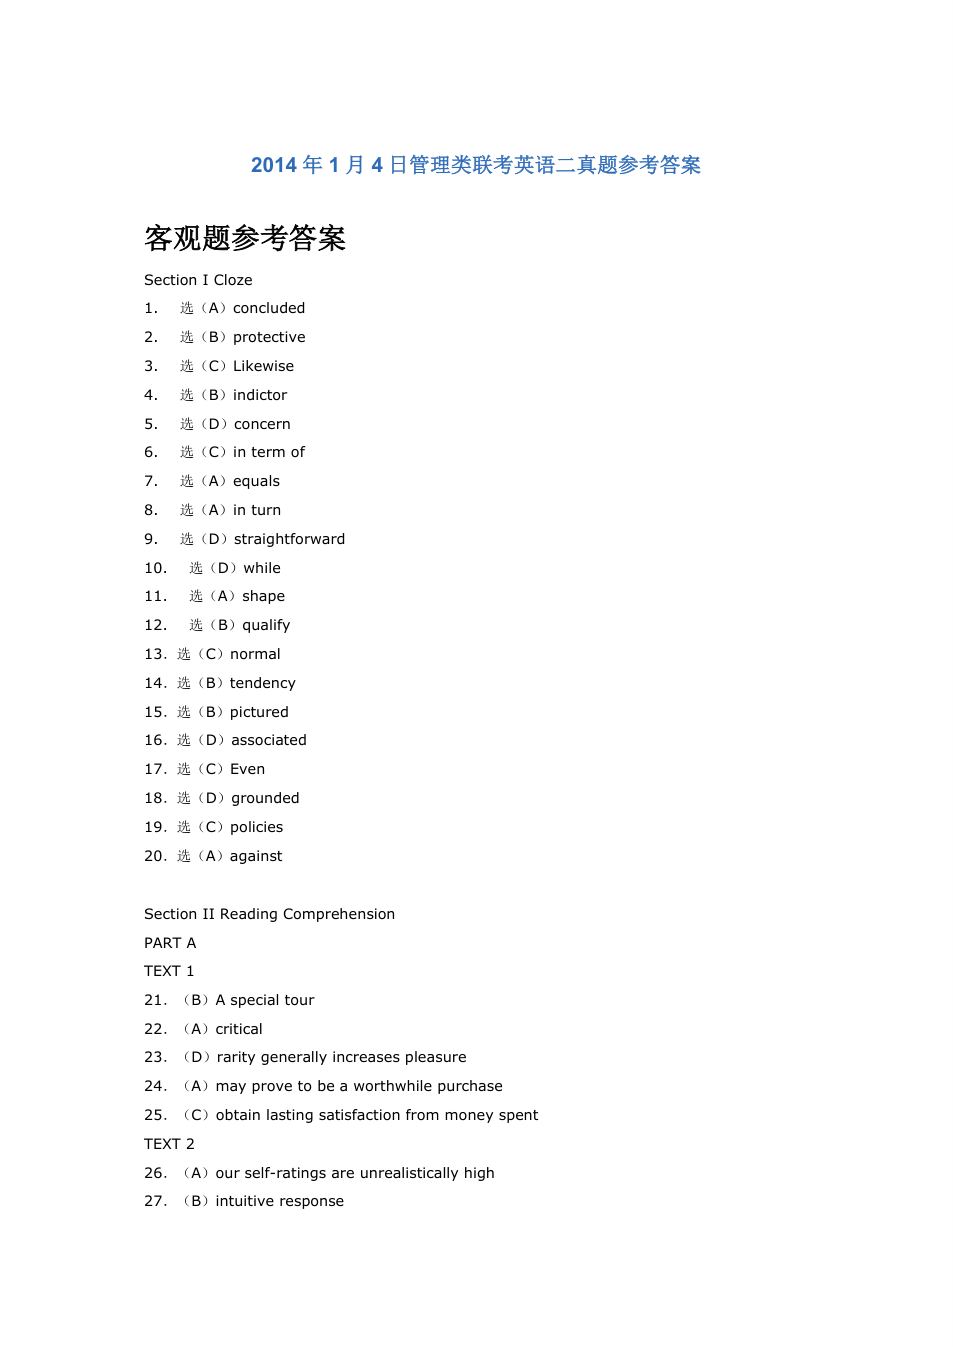 2014 年 1 月 4 日管理类联考英语二真题参考答案
客观题参考答案
Section I Cloze
1. 选（A）concluded
2. 选（B）protective
3. 选（C）Likewise
4. 选（B）indictor
5. 选（D）concern
6. 选（C）in term of
7. 选（A）equals
8. 选（A）in turn
9. 选（D）straightforward
10. 选（D）while
11. 选（A）shape
12. 选（B）qualify
13. 选（C）normal
14. 选（B）tendency
15. 选（B）pictured
16. 选（D）associated
17. 选（C）Even
18. 选（D）grounded
19. 选（C）policies
20. 选（A）against
Section II Reading Comprehension
PART A
TEXT 1
21. （B）A special tour
22. （A）critical
23. （D）rarity generally increases pleasure
24. （A）may prove to be a worthwhile purchase
25. （C）obtain lasting satisfaction from money spent
TEXT 2
26. （A）our self-ratings are unrealistically high
27. （B）intuitive response